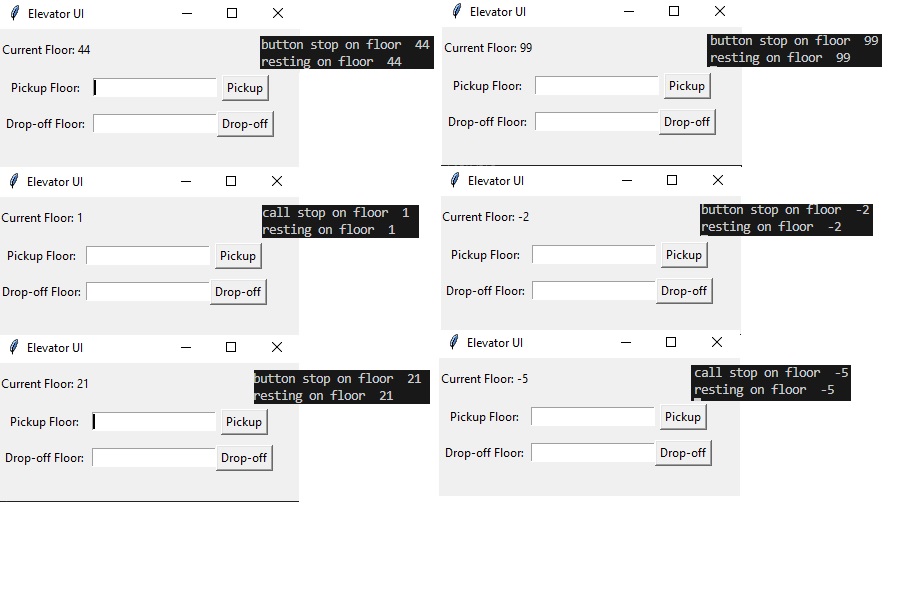 Elevator UI
Current Floor: 44
button stop on floor 44
resting on floor 44
Pickup Floor:
Pickup
Drop-off Floor:
Drop-off
Elevator UI
Current Floor: 99
button stop on floor 99
resting on floor 99
Pickup Floor:
Pickup
Drop-off Floor:
Drop-off
Elevator UI
Current Floor: 1
call stop on floor 1
resting on floor 1
Pickup Floor:
Pickup
Drop-off Floor:
Drop-off
Elevator UI
Current Floor: -2
button stop on floor -2
resting on floor -2
Pickup Floor:
Pickup
Drop-off Floor:
Drop-off
Elevator UI
Current Floor: 21
button stop on floor 21
resting on floor 21
Pickup Floor:
Pickup
Drop-off Floor:
Drop-off
Elevator UI
Current Floor: -5
call stop on floor -5
resting on floor -5
Pickup Floor:
Pickup
Drop-off Floor:
Drop-off